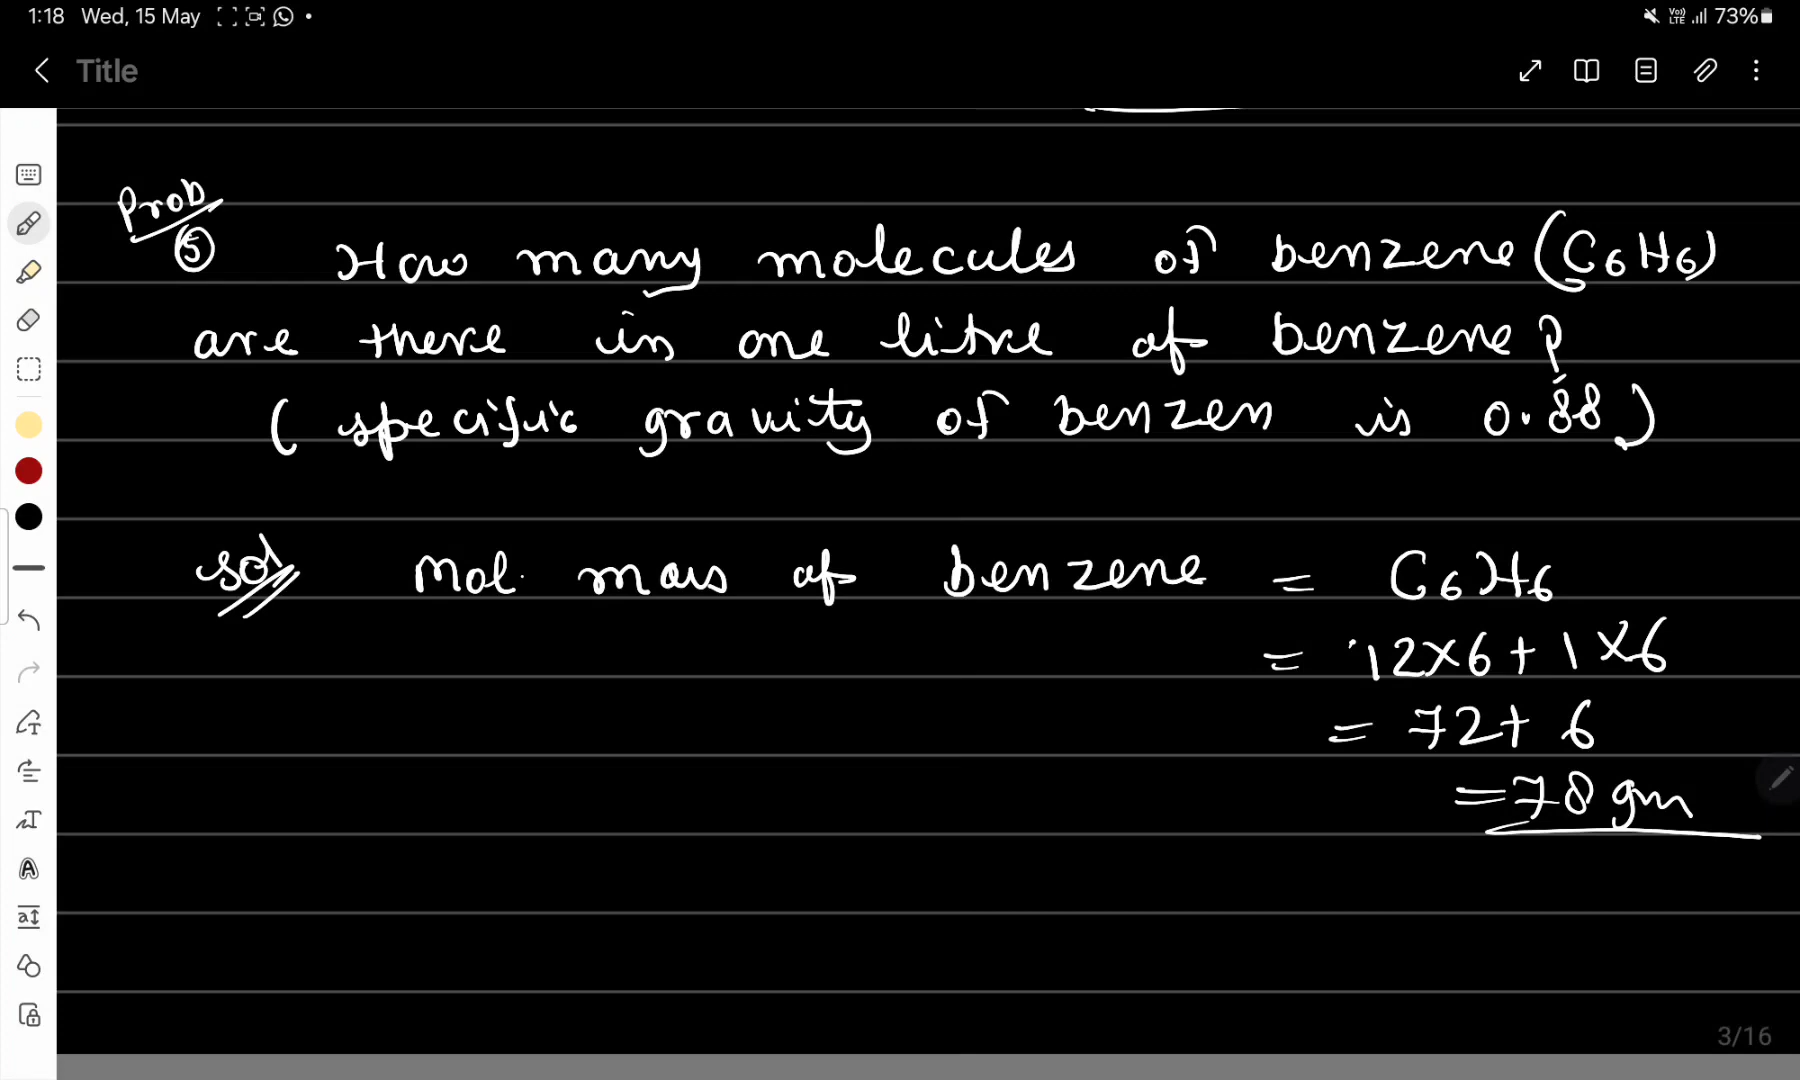 1:18 Wed, 15 May
73%
Title
Prob
5 How many molecules of benzene (C6H6)
are there in one litre of benzene?
( specific gravity of benzen is 0.88)
Sol Mol. mass of benzene = C6H6
= 12×6 + 1×6
= 72 + 6
= 78 gm
3/16